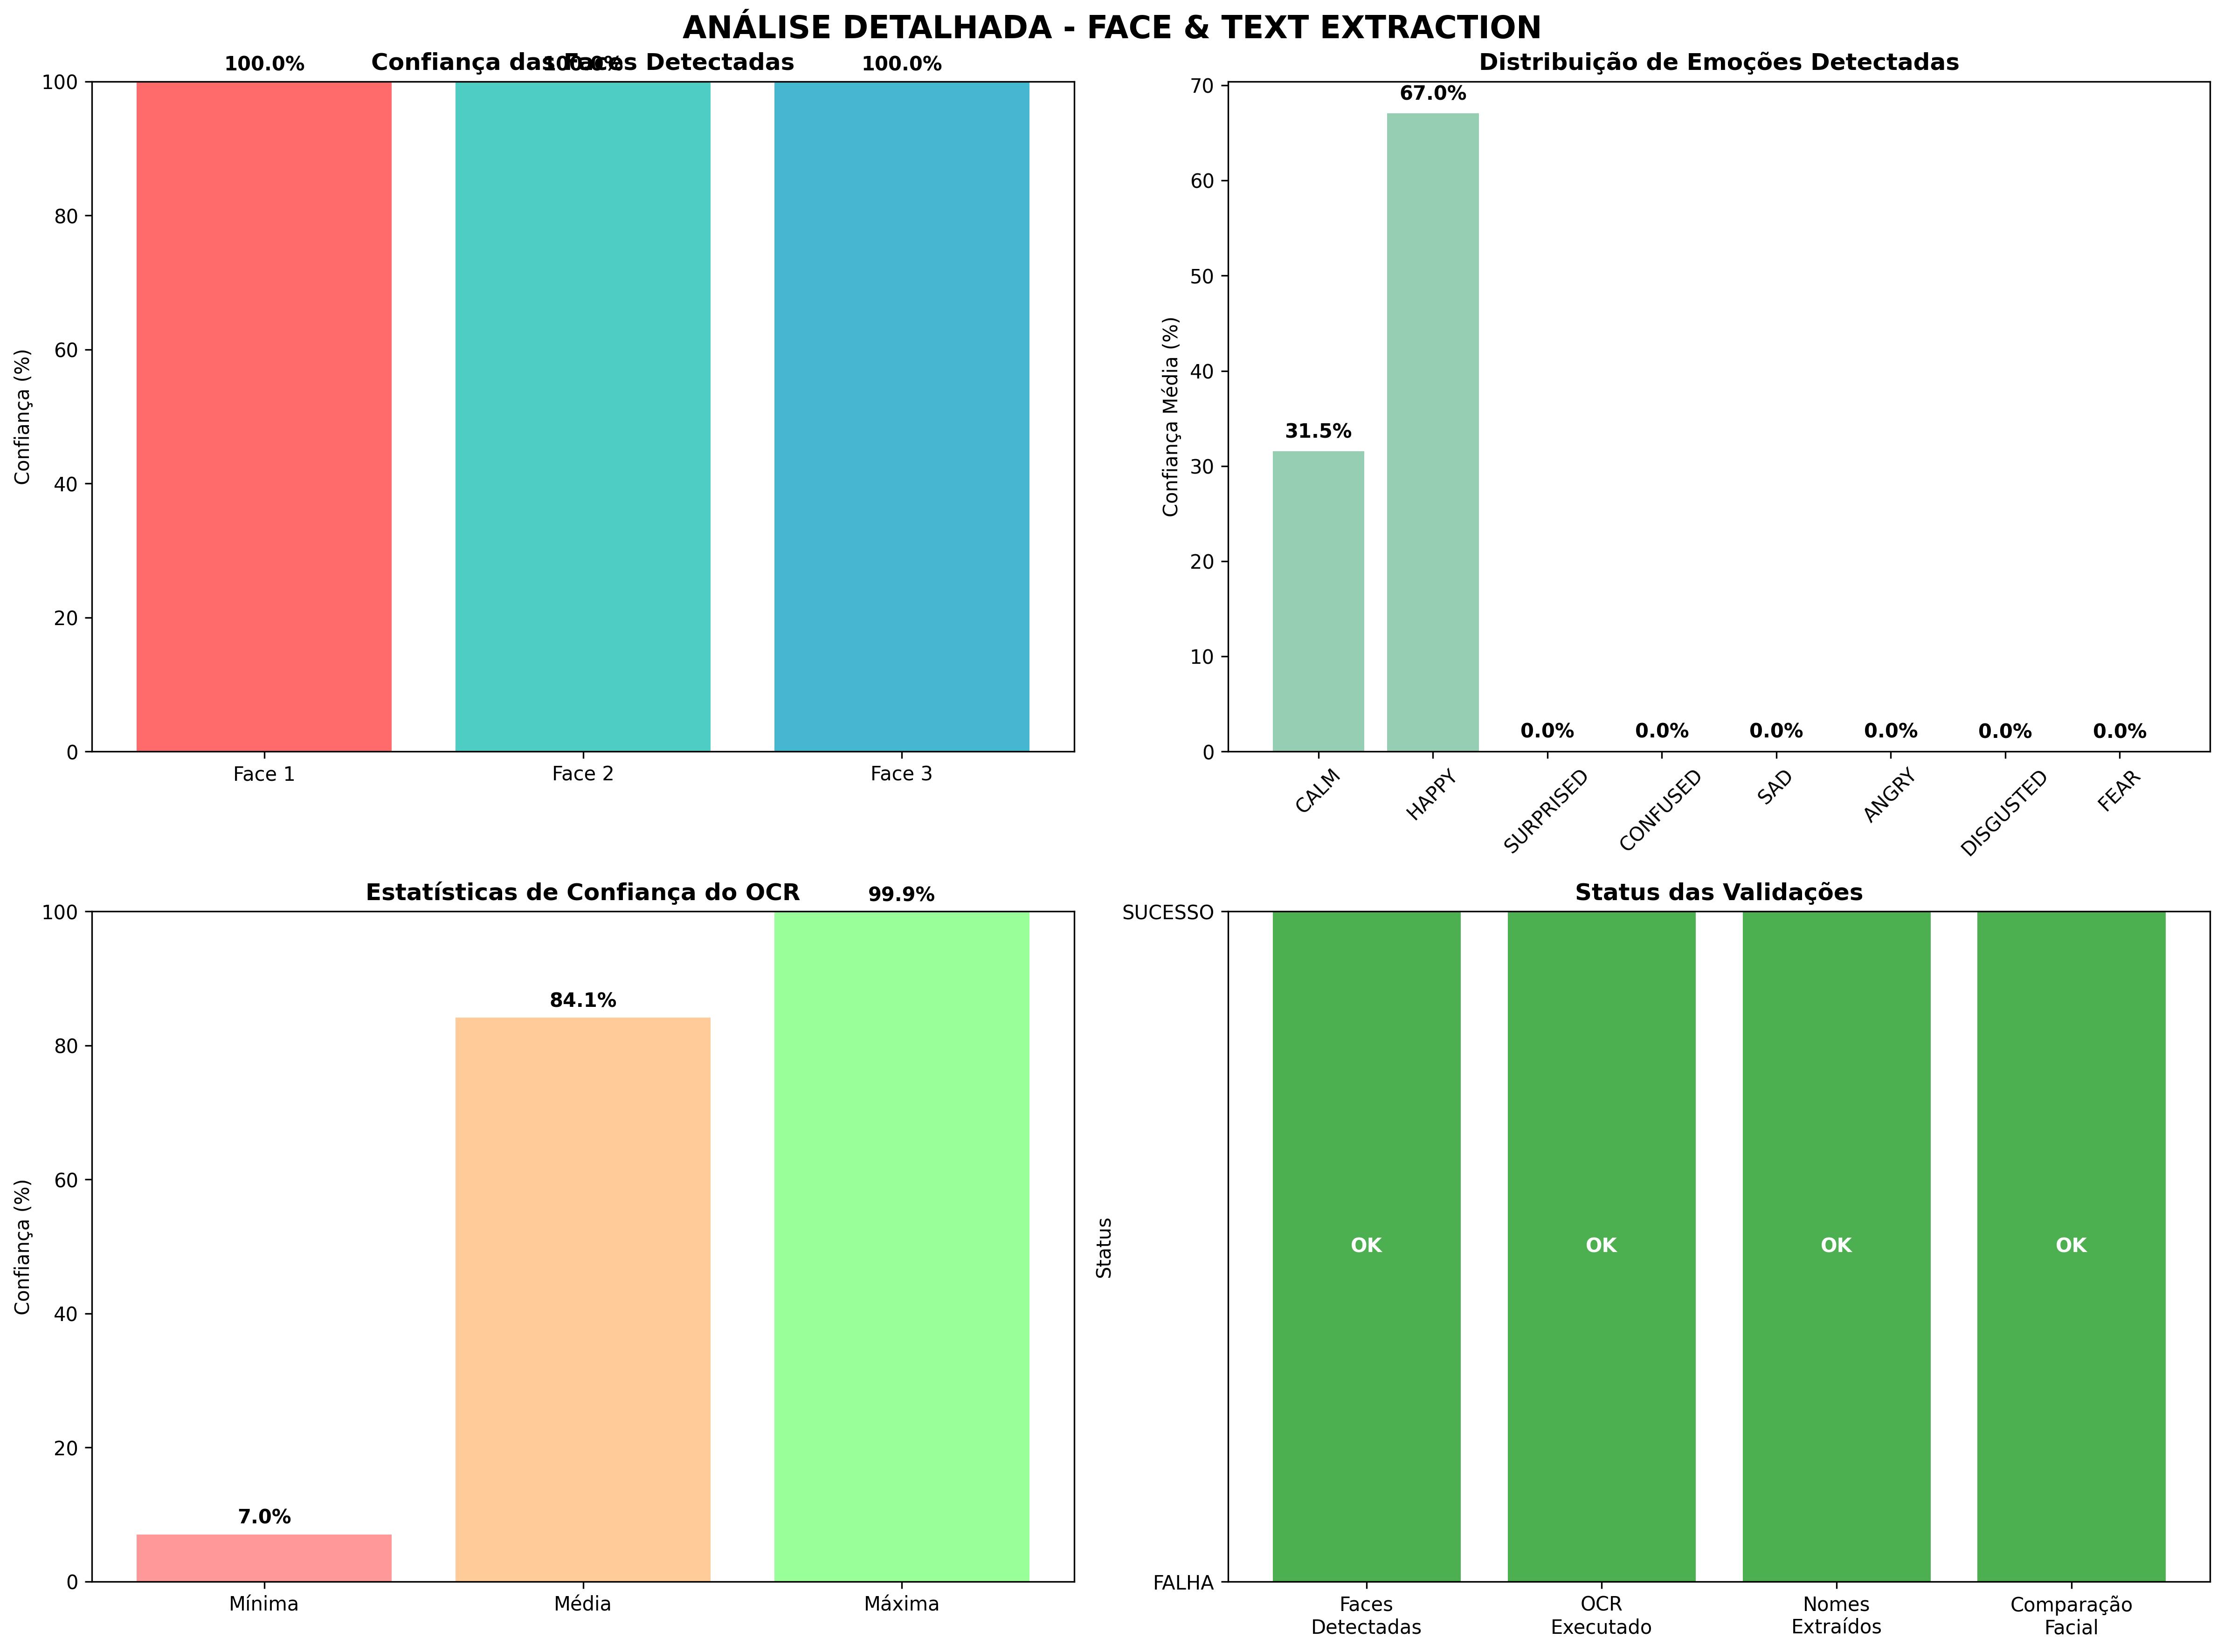 ANÁLISE DETALHADA - FACE & TEXT EXTRACTION
Confiança das Faces Detectadas
100.0%
100.0%
100.0%
Confiança (%)
100
80
60
40
20
0
Face 1
Face 2
Face 3
Distribuição de Emoções Detectadas
Confiança Média (%)
70
60
50
40
30
20
10
0
31.5%
67.0%
0.0%
0.0%
0.0%
0.0%
0.0%
0.0%
CALM
HAPPY
SURPRISED
CONFUSED
SAD
ANGRY
DISGUSTED
FEAR
Estatísticas de Confiança do OCR
Confiança (%)
100
80
60
40
20
0
7.0%
84.1%
99.9%
Mínima
Média
Máxima
Status das Validações
Status
SUCESSO
FALHA
OK
OK
OK
OK
Faces
Detectadas
OCR
Executado
Nomes
Extraídos
Comparação
Facial